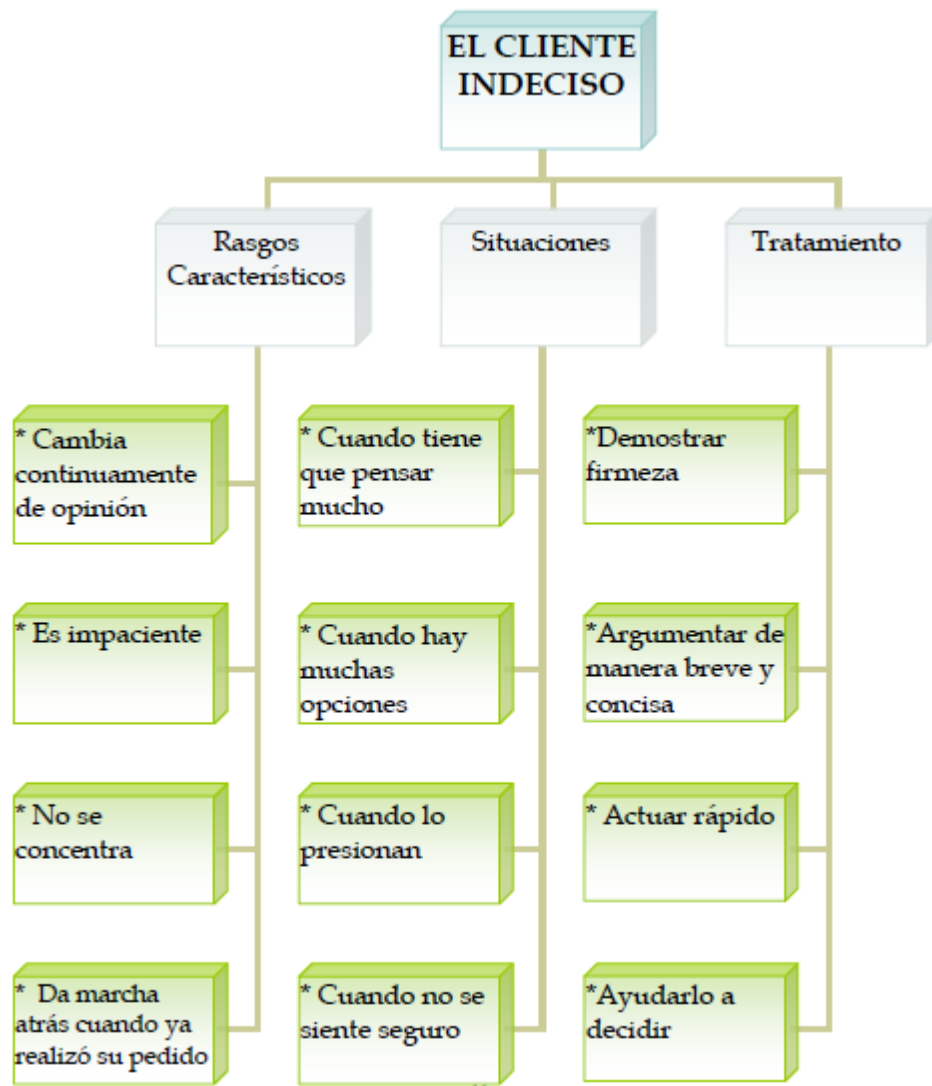 EL CLIENTE
INDECISO
Rasgos
Característicos
Situaciones
Tratamiento
* Cambia
continuamente
de opinión
* Cuando tiene
que pensar
mucho
*Demostrar
firmeza
* Es impaciente
* Cuando hay
muchas
opciones
*Argumentar de
manera breve y
concisa
* No se
concentra
* Cuando lo
presionan
* Actuar rápido
* Da marcha
atrás cuando ya
realizó su pedido
* Cuando no se
siente seguro
*Ayudarlo a
decidir